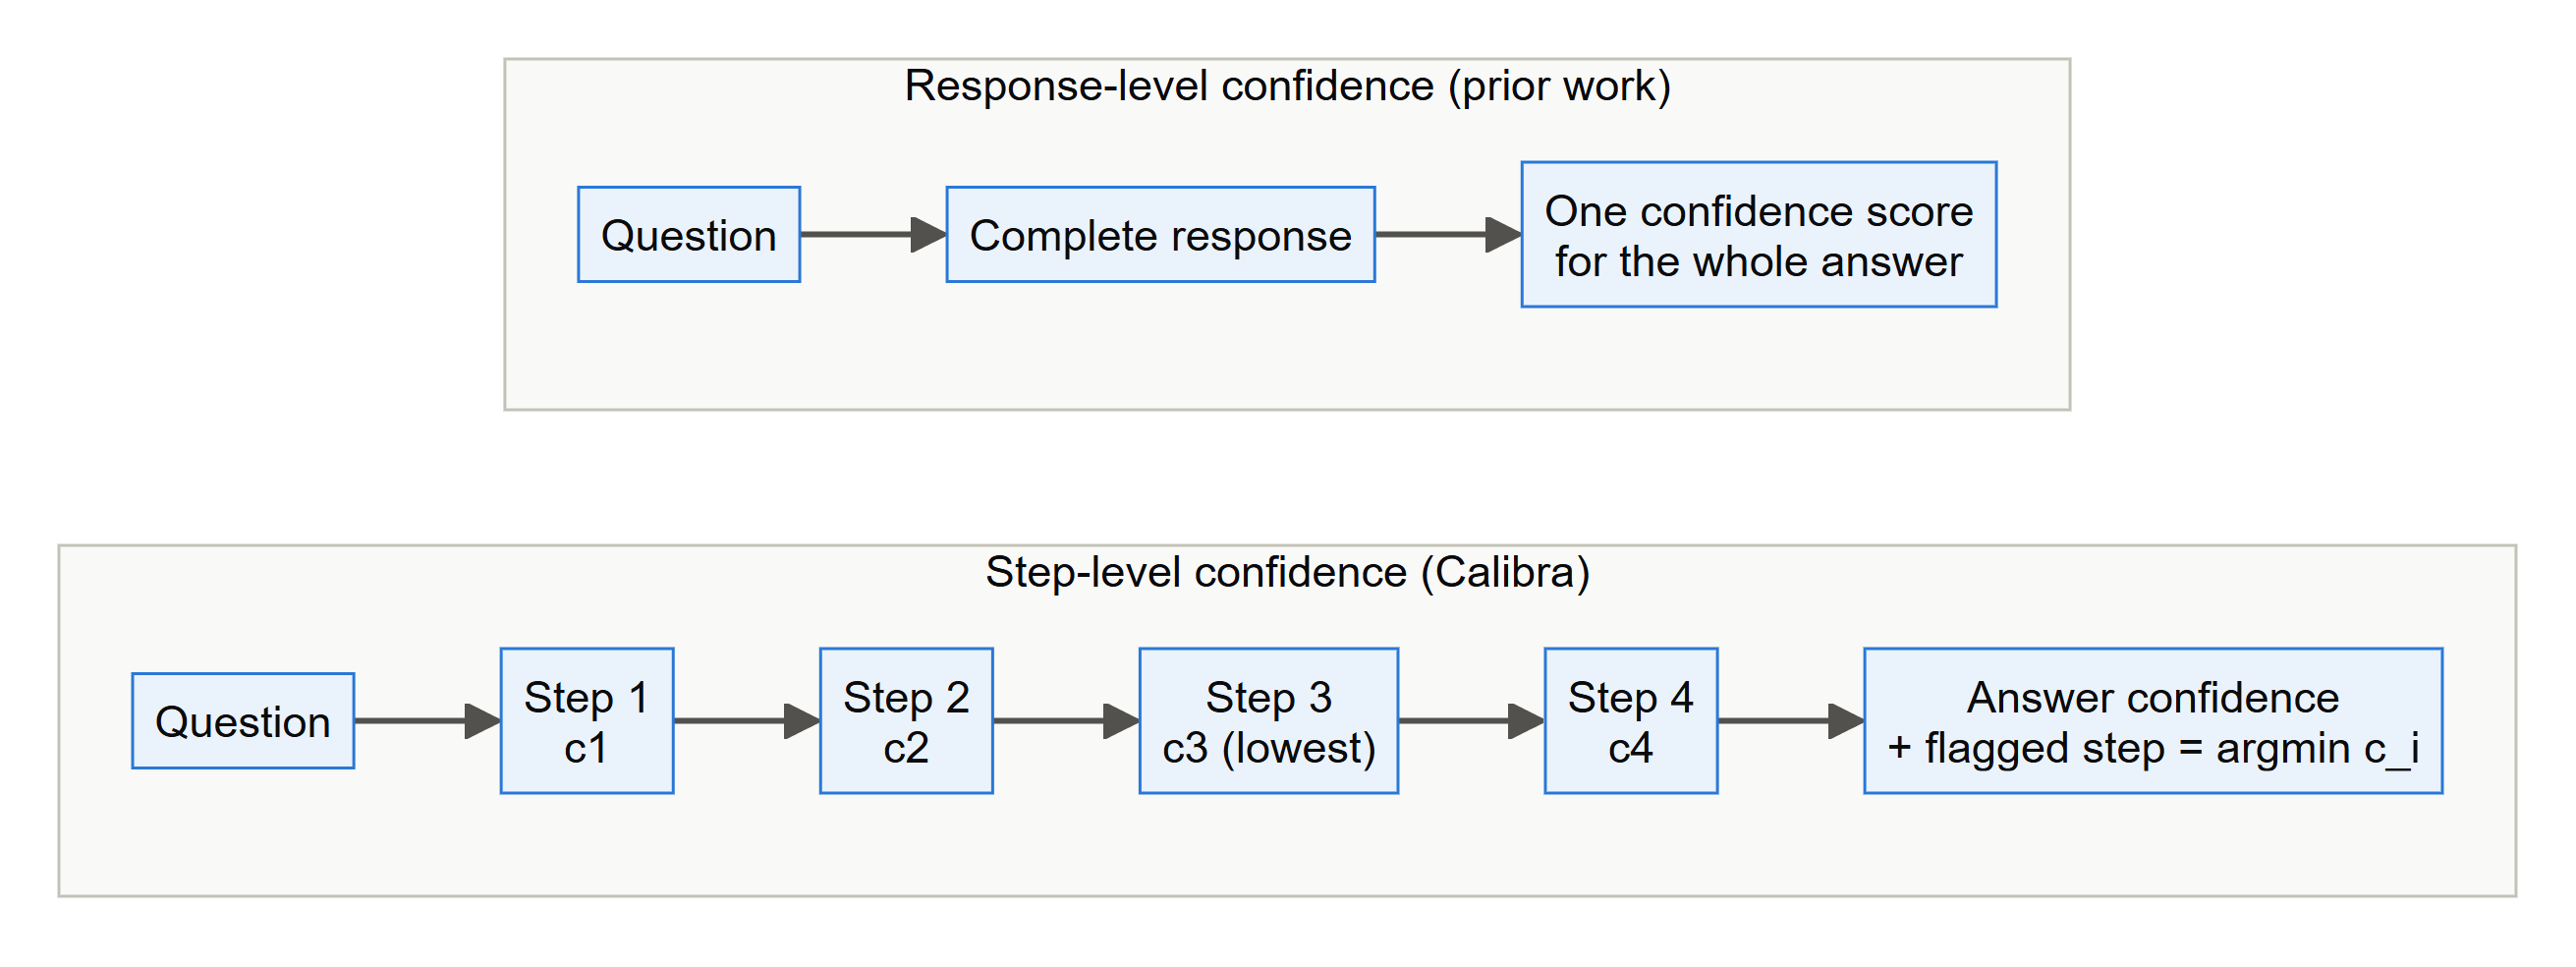 Response-level confidence (prior work)
Question
Complete response
One confidence score
for the whole answer
Step-level confidence (Calibra)
Question
Step 1
c1
Step 2
c2
Step 3
c3 (lowest)
Step 4
c4
Answer confidence
+ flagged step = argmin c_i